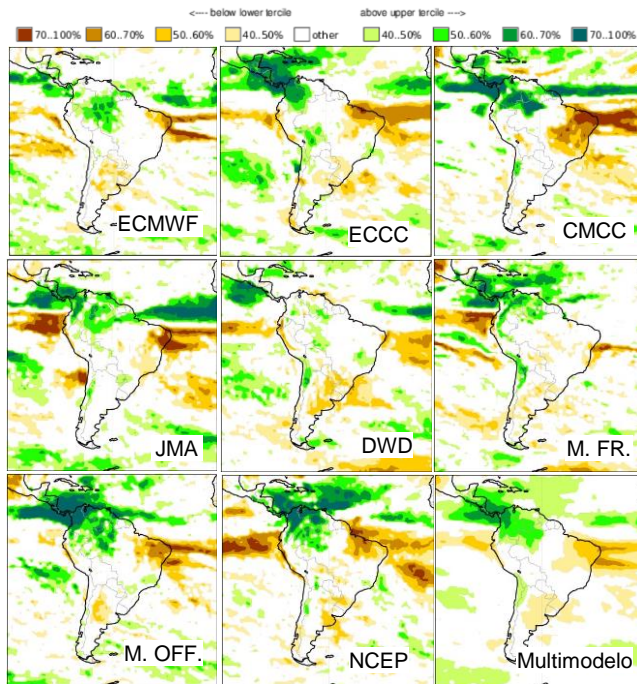 <---- below lower tercile above upper tercile ---->
70..100% 60..70% 50..60% 40..50% other 40..50% 50..60% 60..70% 70..100%
ECMWF ECCC CMCC
JMA DWD M. FR.
M. OFF. NCEP Multimodelo